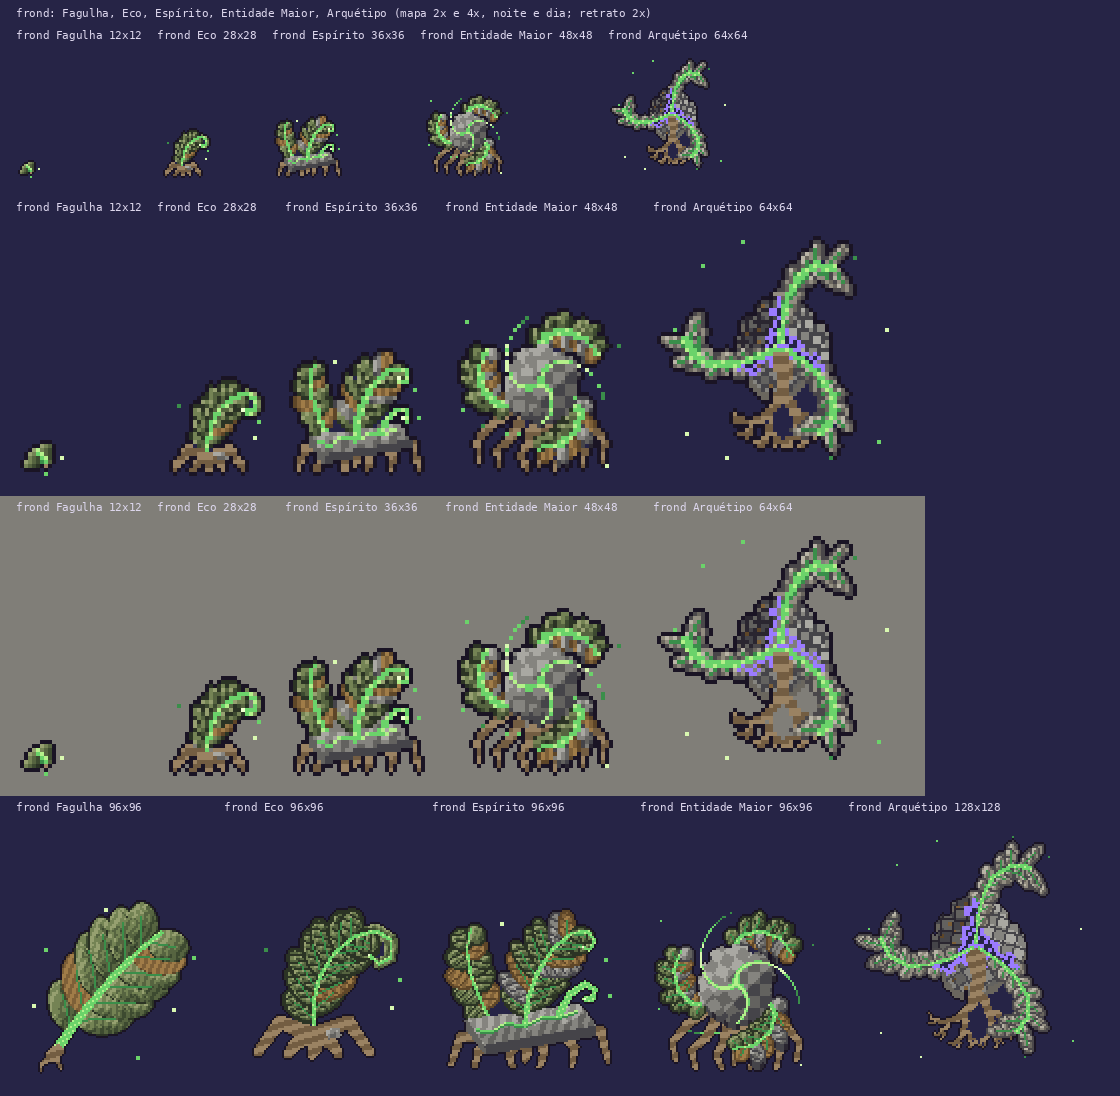 frond: Fagulha, Eco, Espírito, Entidade Maior, Arquétipo (mapa 2x e 4x, noite e dia; retrato 2x)
frond Fagulha 12x12 frond Eco 28x28 frond Espírito 36x36 frond Entidade Maior 48x48 frond Arquétipo 64x64
frond Fagulha 12x12 frond Eco 28x28 frond Espírito 36x36 frond Entidade Maior 48x48 frond Arquétipo 64x64
frond Fagulha 12x12 frond Eco 28x28 frond Espírito 36x36 frond Entidade Maior 48x48 frond Arquétipo 64x64
frond Fagulha 96x96 frond Eco 96x96 frond Espírito 96x96 frond Entidade Maior 96x96 frond Arquétipo 128x128